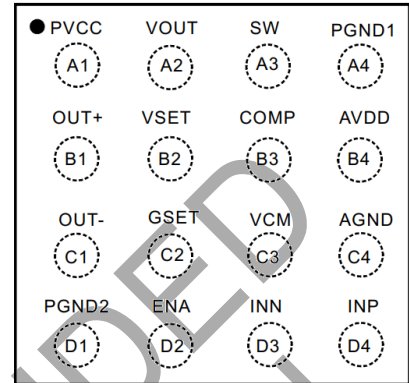 PVCC VOUT SW PGND1
A1 A2 A3 A4
OUT+ VSET COMP AVDD
B1 B2 B3 B4
OUT- GSET VCM AGND
C1 C2 C3 C4
PGND2 ENA INN INP
D1 D2 D3 D4
NDED